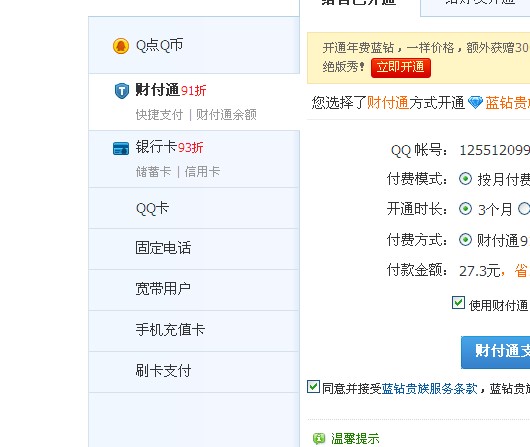 Q点Q币
财付通91折
快捷支付 | 财付通余额
银行卡93折
储蓄卡 | 信用卡
QQ卡
固定电话
宽带用户
手机充值卡
刷卡支付
开通年费蓝钻，一样价格，额外获赠30
绝版秀！ 立即开通
您选择了财付通方式开通 蓝钻贵族
QQ 帐号： 125512099
付费模式： 按月付费
开通时长： 3个月
付费方式： 财付通9
付款金额： 27.3元，省
使用财付通
财付通支
同意并接受蓝钻贵族服务条款，蓝钻贵
温馨提示